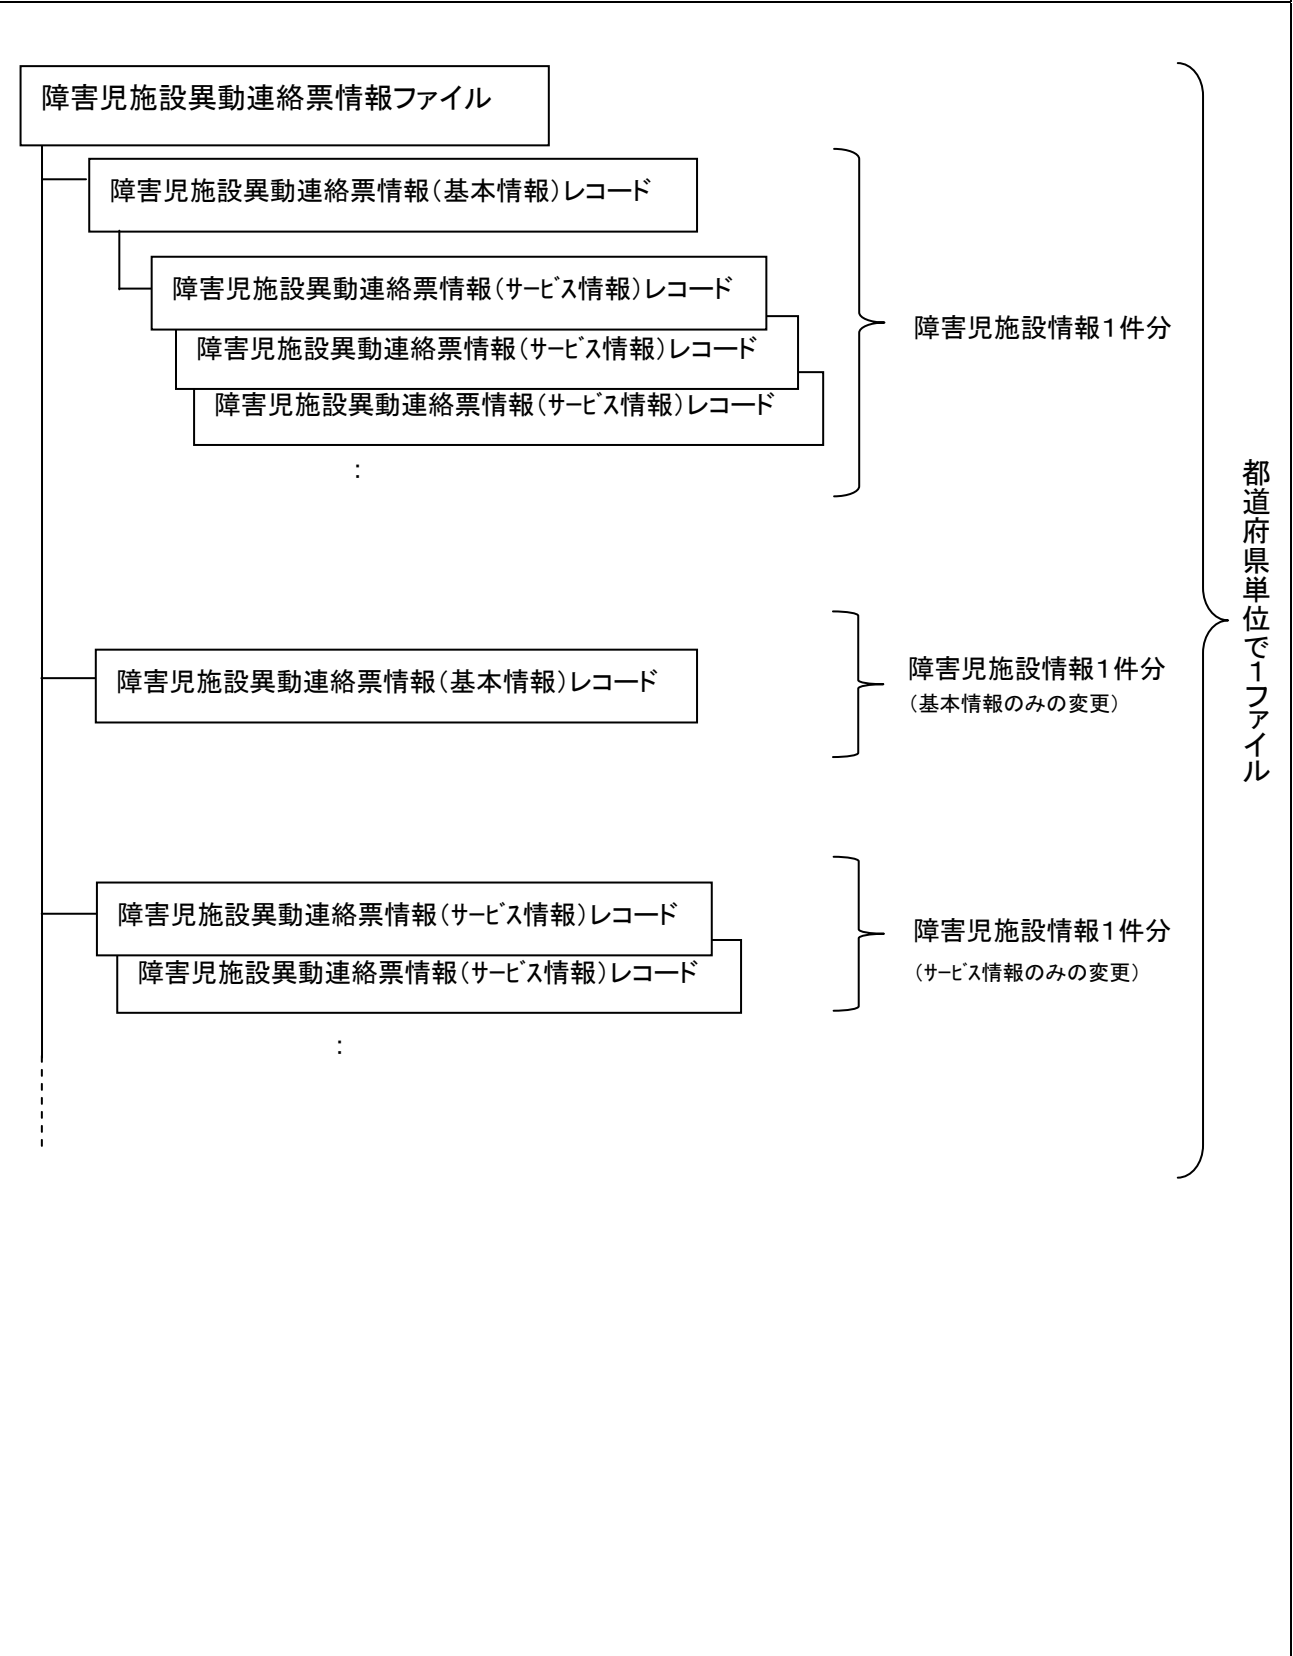 障害児施設異動連絡票情報ファイル
障害児施設異動連絡票情報（基本情報）レコード
障害児施設異動連絡票情報（ｻｰﾋﾞｽ情報）レコード
障害児施設異動連絡票情報（ｻｰﾋﾞｽ情報）レコード
障害児施設異動連絡票情報（ｻｰﾋﾞｽ情報）レコード
：
障害児施設情報１件分
障害児施設異動連絡票情報（基本情報）レコード
障害児施設情報１件分
（基本情報のみの変更）
障害児施設異動連絡票情報（ｻｰﾋﾞｽ情報）レコード
障害児施設異動連絡票情報（ｻｰﾋﾞｽ情報）レコード
：
障害児施設情報１件分
（ｻｰﾋﾞｽ情報のみの変更）
都道府県単位で１ファイル